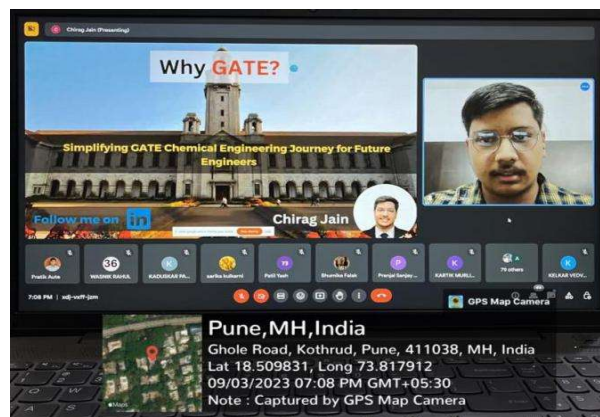 Chirag Jain (Presenting)
Why GATE?
Simplifying GATE Chemical Engineering Journey for Future
Engineers
Follow me on in
Chirag Jain
Pratik Aute
36
WADNIK RAHUL
KADUSKAR PA...
sarika kulkarni
Patil Yash
Bhumika Falak
P
Pranjal Sanjay ...
K
KARTIK MURLI...
79 others
K
KELKAR VEDV...
7:08 PM | xdj-vxff-jzm
GPS Map Camera
Pune,MH,India
Ghole Road, Kothrud, Pune, 411038, MH, India
Lat 18.509831, Long 73.817912
09/03/2023 07:08 PM GMT+05:30
Note : Captured by GPS Map Camera